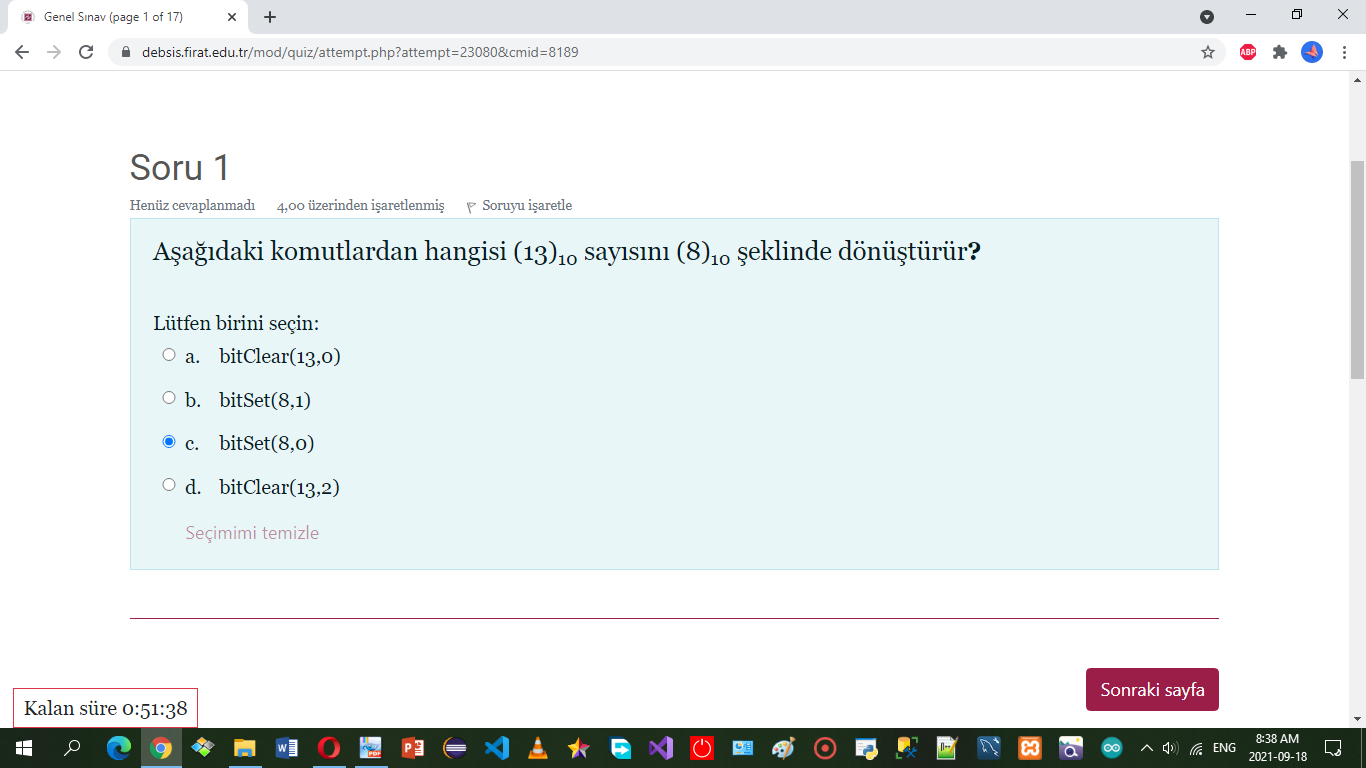 Genel Sınav (page 1 of 17)
debsis.firat.edu.tr/mod/quiz/attempt.php?attempt=23080&cmid=8189
ABP
Soru 1
Henüz cevaplanmadı 4,00 üzerinden işaretlenmiş Soruyu işaretle
Aşağıdaki komutlardan hangisi (13)₁₀ sayısını (8)₁₀ şeklinde dönüştürür?
Lütfen birini seçin:
a. bitClear(13,0)
b. bitSet(8,1)
c. bitSet(8,0)
d. bitClear(13,2)
Seçimimi temizle
Sonraki sayfa
Kalan süre 0:51:38
ENG
8:38 AM
2021-09-18